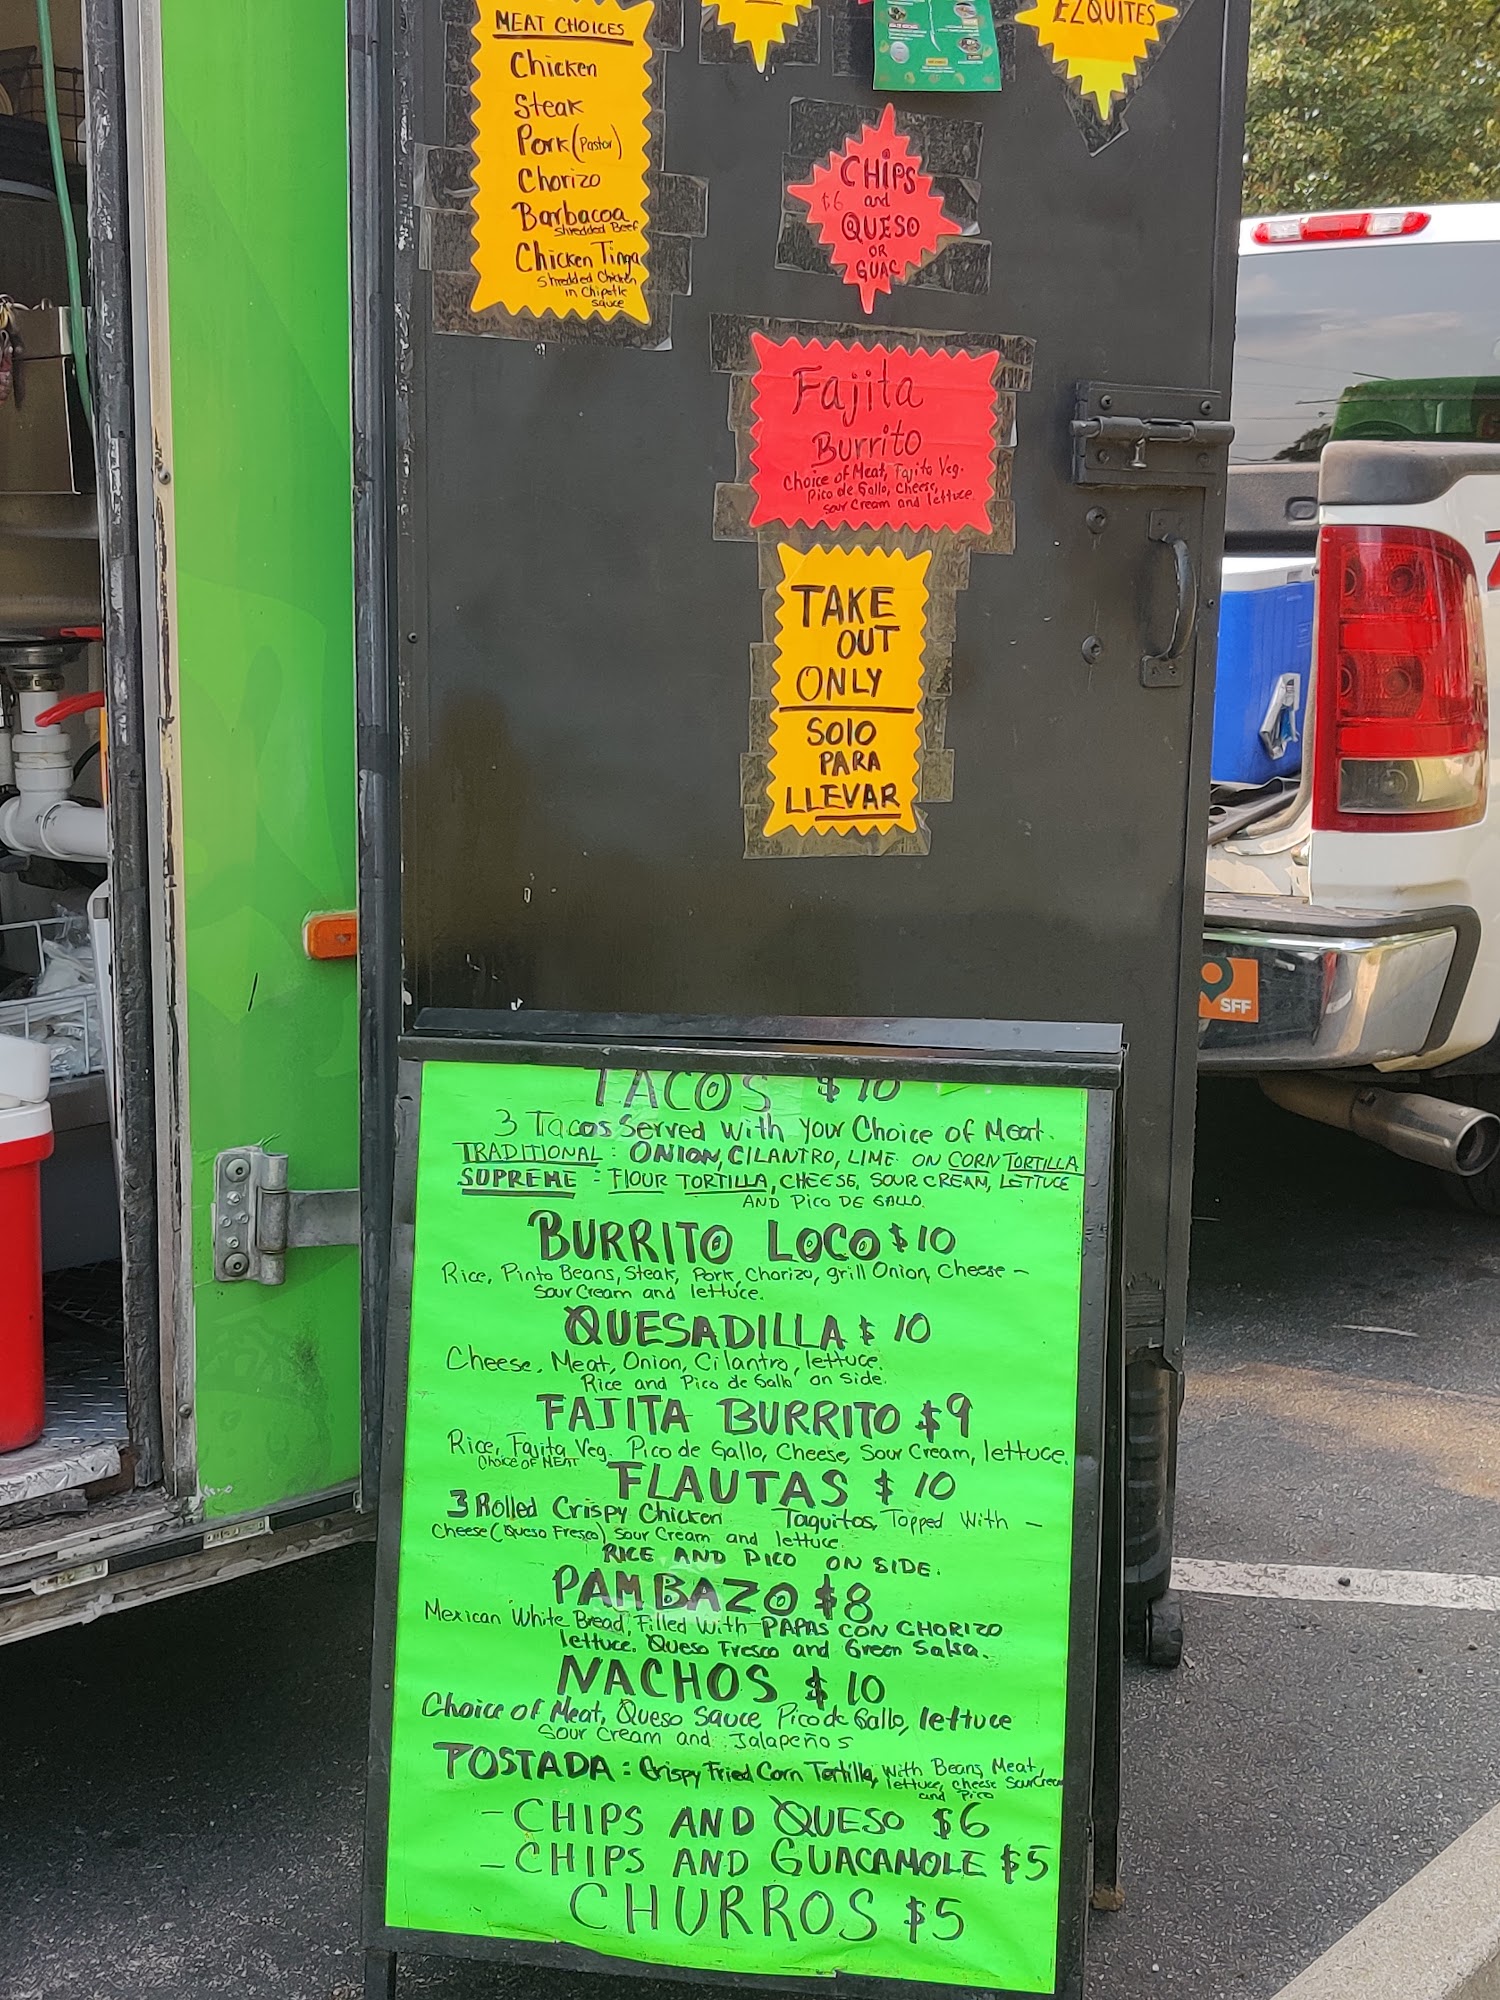 MEAT CHOICES
Chicken
Steak
Pork (Pastor)
Chorizo
Barbacoa
Shredded Beef
Chicken Tinga
Shredded Chicken
in Chipotle
sauce
EZQUITES
CHIPS
$6 and
QUESO
OR
GUAC
Fajita
Burrito
Choice of Meat, Fajita Veg.
Pico de Gallo, Cheese,
Sour Cream and lettuce
TAKE
OUT
ONLY
SOLO
PARA
LLEVAR
SFF
TACOS $10
3 Tacos Served with your Choice of Meat.
TRADITIONAL: ONION, CILANTRO, LIME ON CORN TORTILLA
SUPREME - FLOUR TORTILLA, CHEESE, SOUR CREAM, LETTUCE
AND PICO DE GALLO.
BURRITO LOCO $10
Rice, Pinto Beans, Steak, Pork, Chorizo, grill Onion, Cheese -
Sour Cream and lettuce.
QUESADILLA $10
Cheese, Meat, Onion, Cilantro, lettuce.
Rice and Pico de Gallo on side.
FAJITA BURRITO $9
Rice, Fajita Veg. Pico de Gallo, Cheese, Sour Cream, lettuce.
Choice OF MEAT
FLAUTAS $10
3 Rolled Crispy Chicken Taquitos, Topped With -
Cheese (Queso Fresco) Sour Cream and lettuce.
RICE AND PICO ON SIDE.
PAMBAZO $8
Mexican White Bread, Filled With PAPAS CON CHORIZO
lettuce. Queso Fresco and Green Salsa.
NACHOS $10
Choice of Meat, Queso Sauce Pico de Gallo, lettuce
Sour Cream and Jalapeños
TOSTADA: Crispy Fried Corn Tortilla, with Beans, Meat,
lettuce, cheese Sour Cream
and Pico
- CHIPS AND QUESO $6
- CHIPS AND GUACAMOLE $5
CHURROS $5